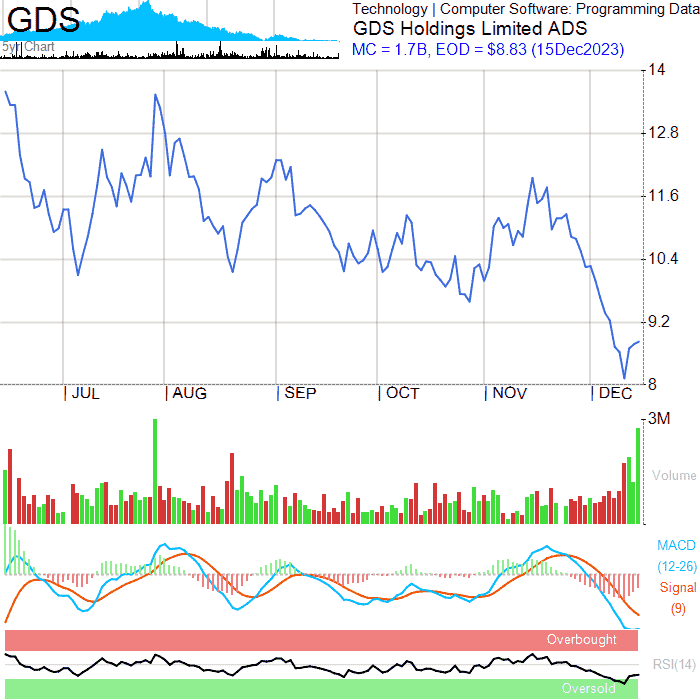 GDS
5yr Chart
Technology | Computer Software: Programming Data
GDS Holdings Limited ADS
MC = 1.7B, EOD = $8.83 (15Dec2023)
14
12.8
11.6
10.4
9.2
8
| JUL | AUG | SEP | OCT | NOV | DEC
3M
Volume
MACD
(12-26)
Signal
(9)
Overbought
RSI(14)
Oversold